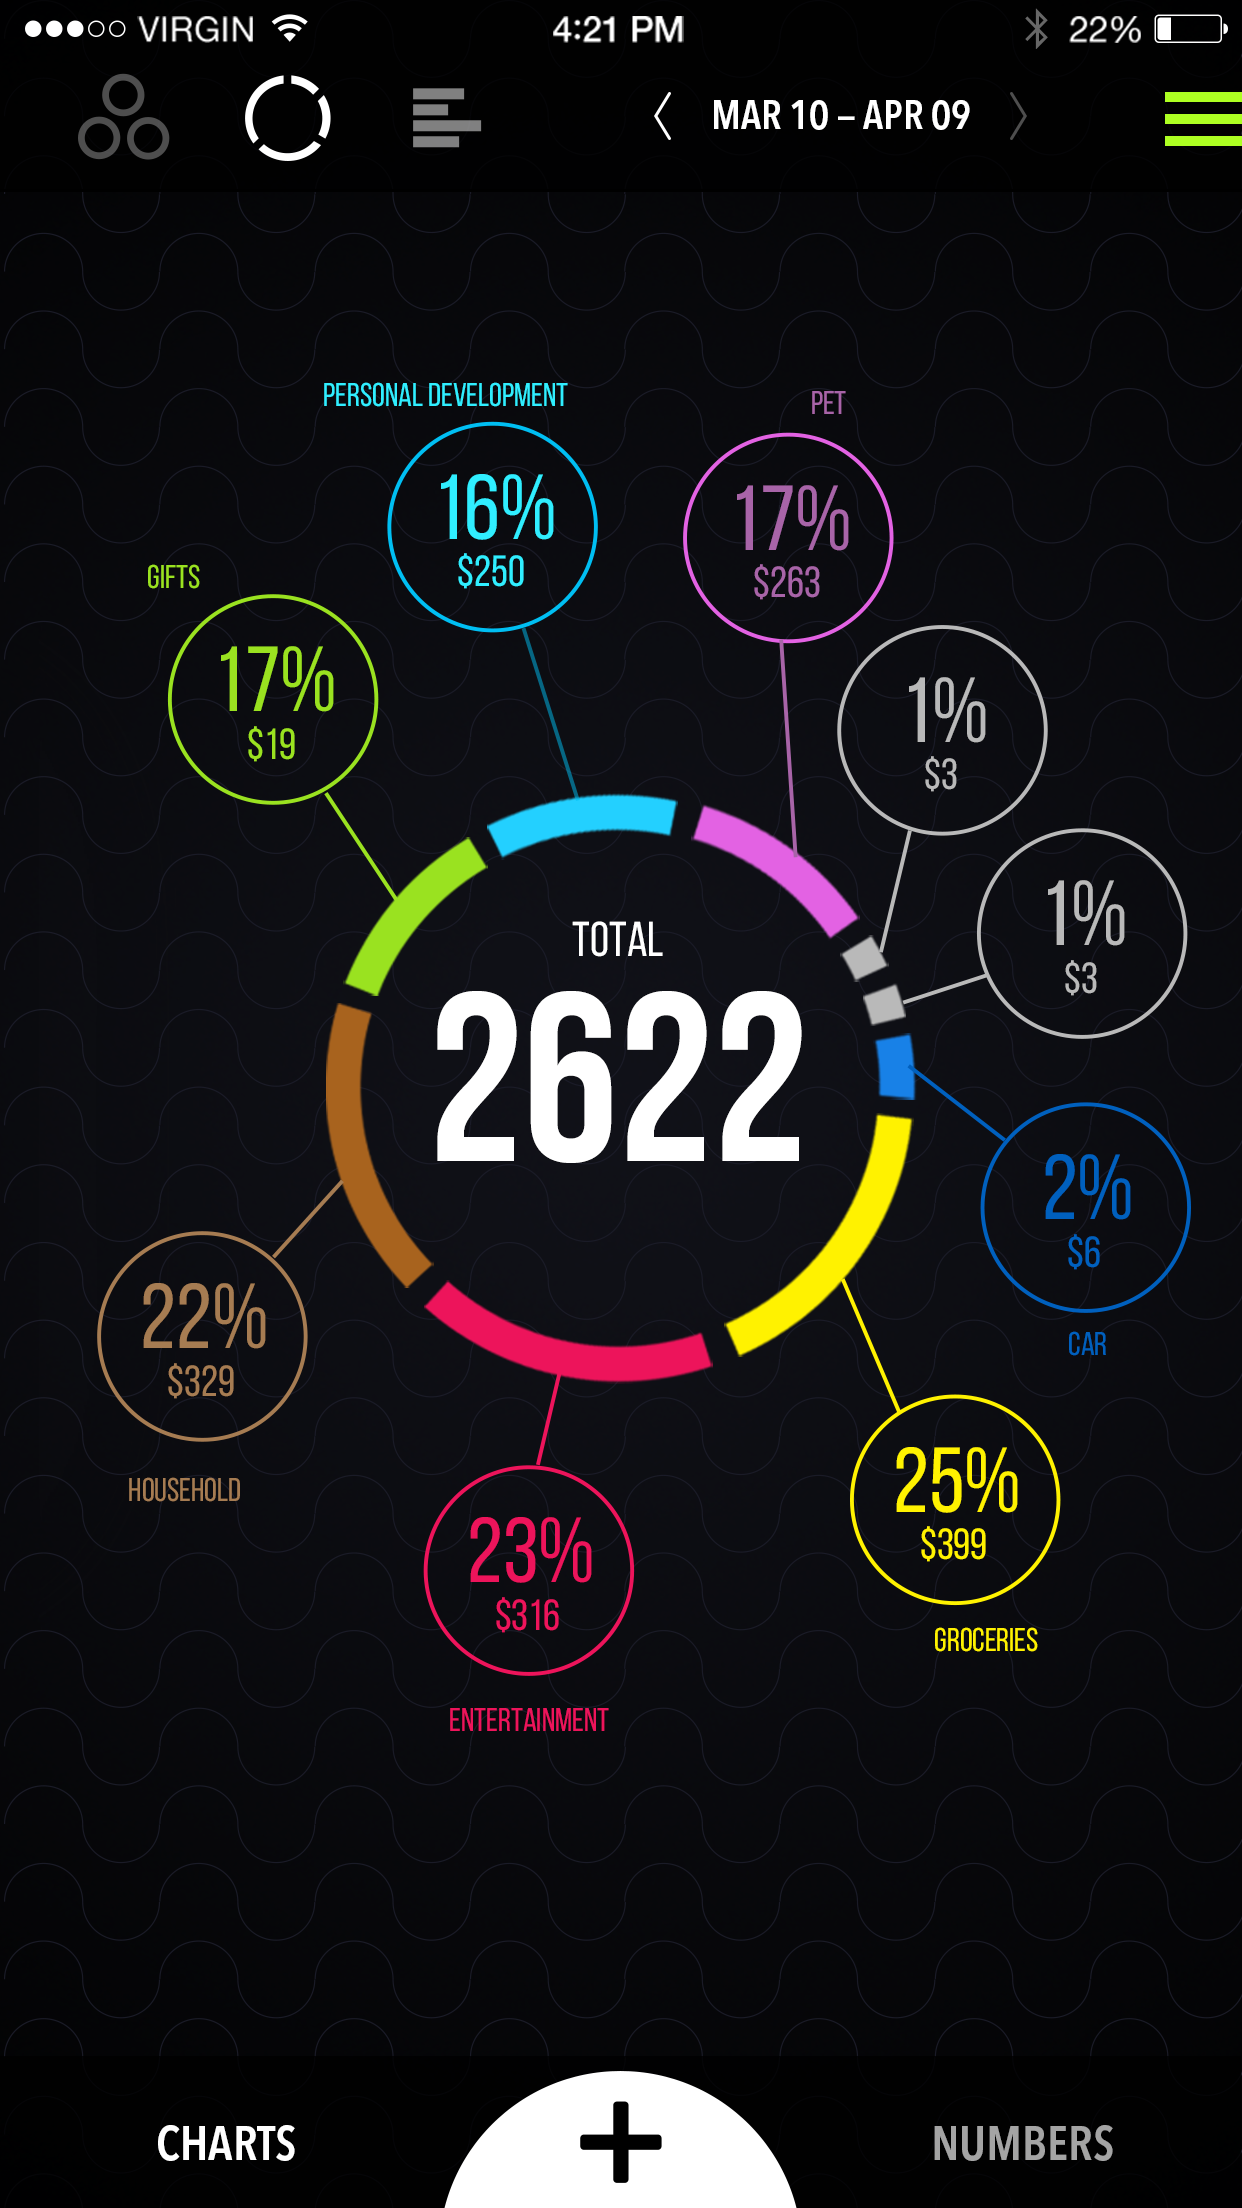 VIRGIN 4:21 PM 22%
MAR 10 – APR 09
PERSONAL DEVELOPMENT
16%
$250
PET
17%
$263
GIFTS
17%
$19
1%
$3
1%
$3
TOTAL
2622
2%
$6
CAR
22%
$329
HOUSEHOLD
25%
$399
GROCERIES
23%
$316
ENTERTAINMENT
CHARTS
NUMBERS